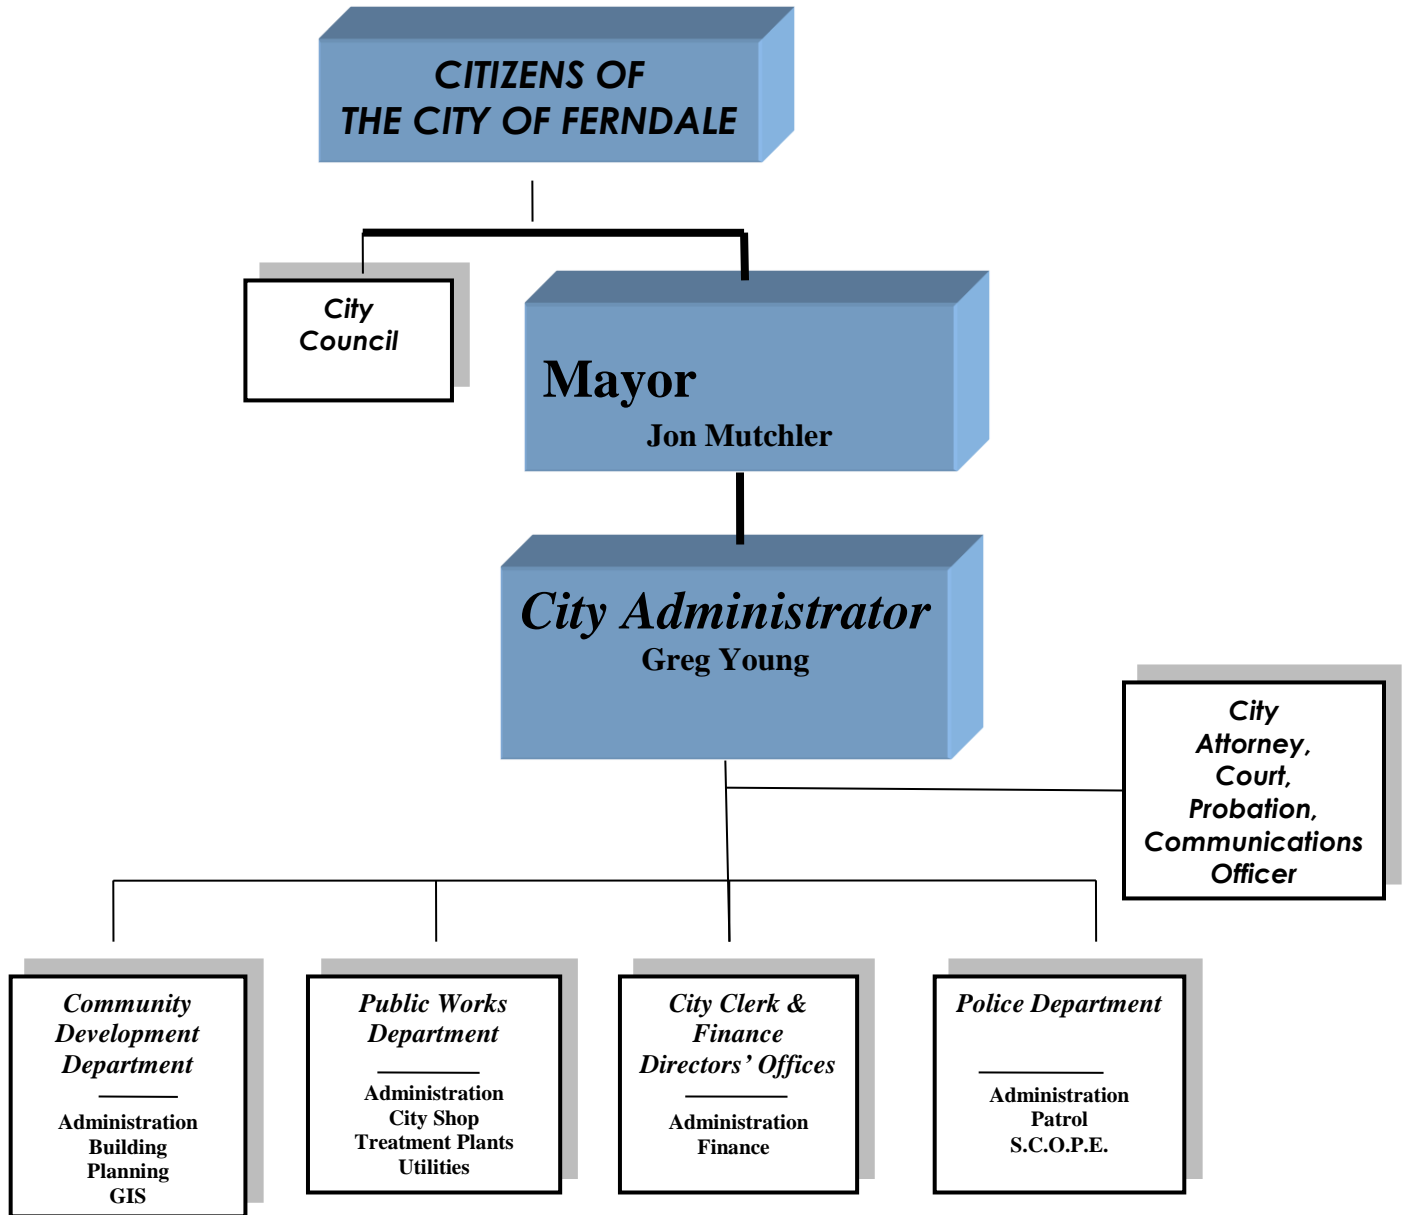 CITIZENS OF
THE CITY OF FERNDALE
City
Council
Mayor
Jon Mutchler
City Administrator
Greg Young
City
Attorney,
Court,
Probation,
Communications
Officer
Community
Development
Department
Administration
Building
Planning
GIS
Public Works
Department
Administration
City Shop
Treatment Plants
Utilities
City Clerk &
Finance
Directors’ Offices
Administration
Finance
Police Department
Administration
Patrol
S.C.O.P.E.